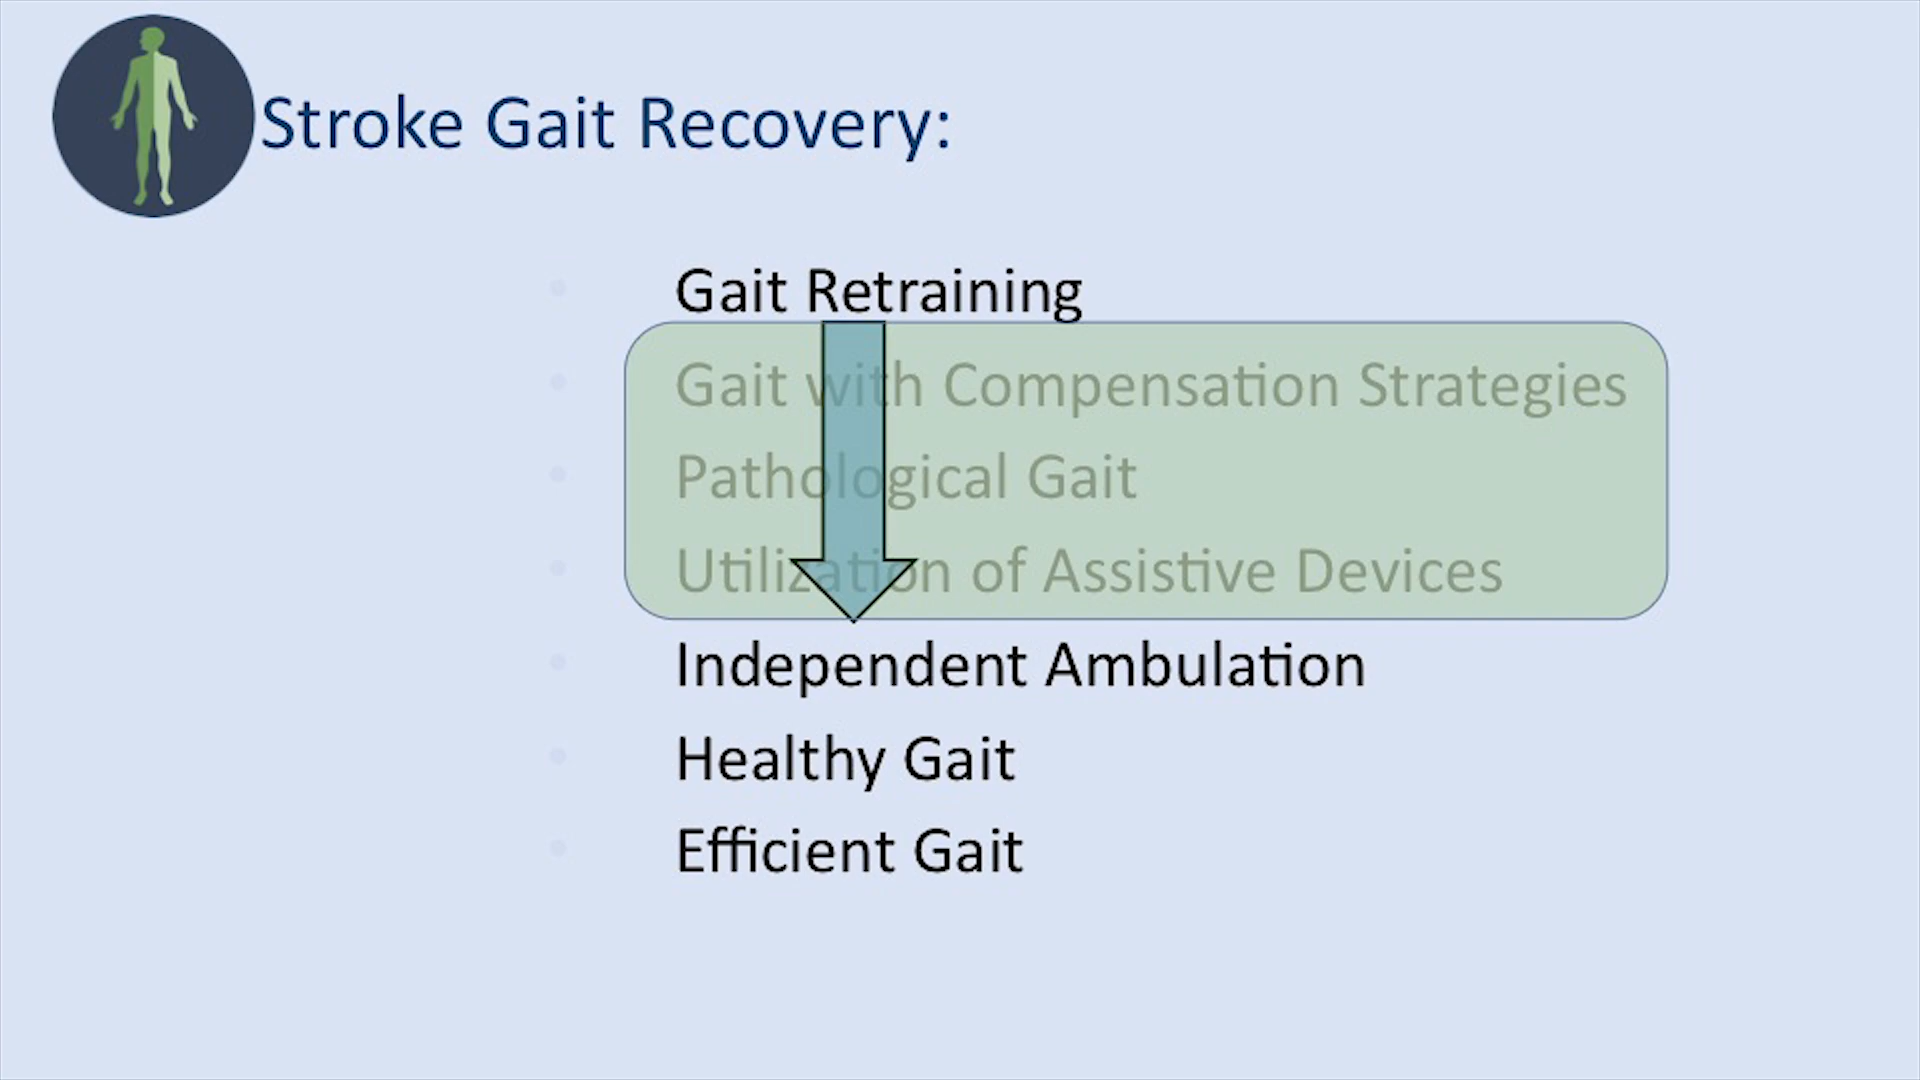 Stroke Gait Recovery:
Gait Retraining
Gait with Compensation Strategies
Pathological Gait
Utilization of Assistive Devices
Independent Ambulation
Healthy Gait
Efficient Gait